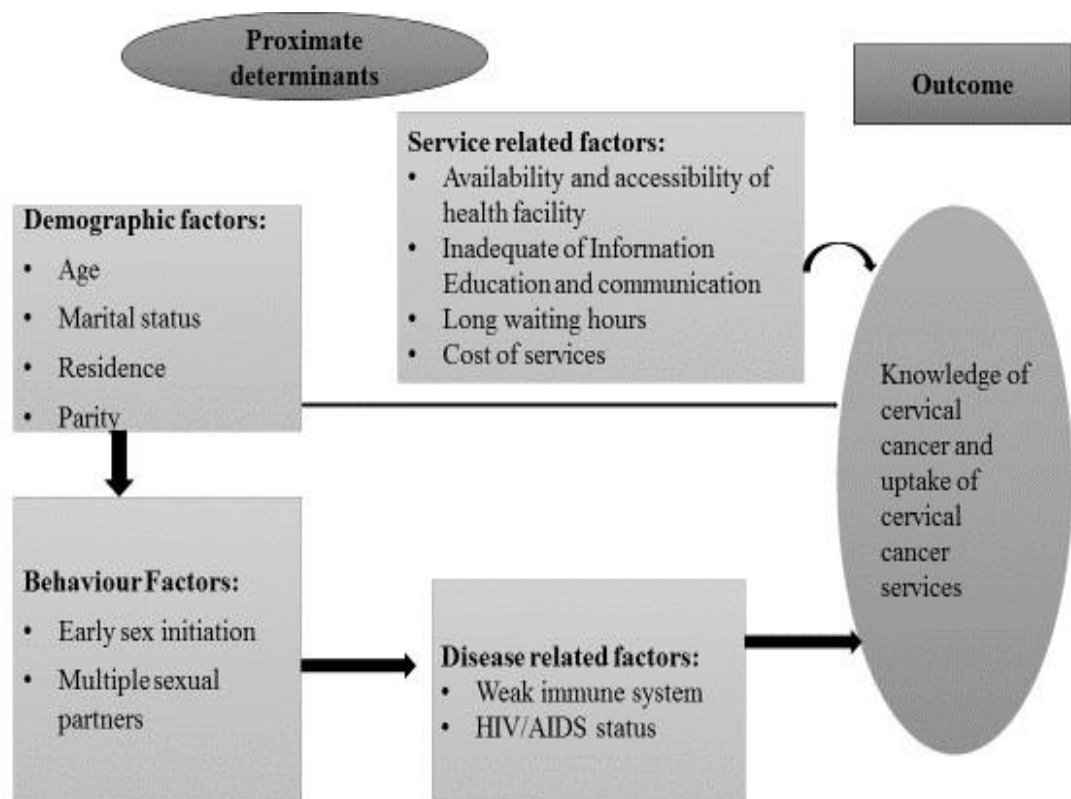 Proximate
determinants
Outcome
Service related factors:
• Availability and accessibility of
health facility
• Inadequate of Information
Education and communication
• Long waiting hours
• Cost of services
Demographic factors:
• Age
• Marital status
• Residence
• Parity
Knowledge of
cervical
cancer and
uptake of
cervical
cancer
services
Behaviour Factors:
• Early sex initiation
• Multiple sexual
partners
Disease related factors:
• Weak immune system
• HIV/AIDS status